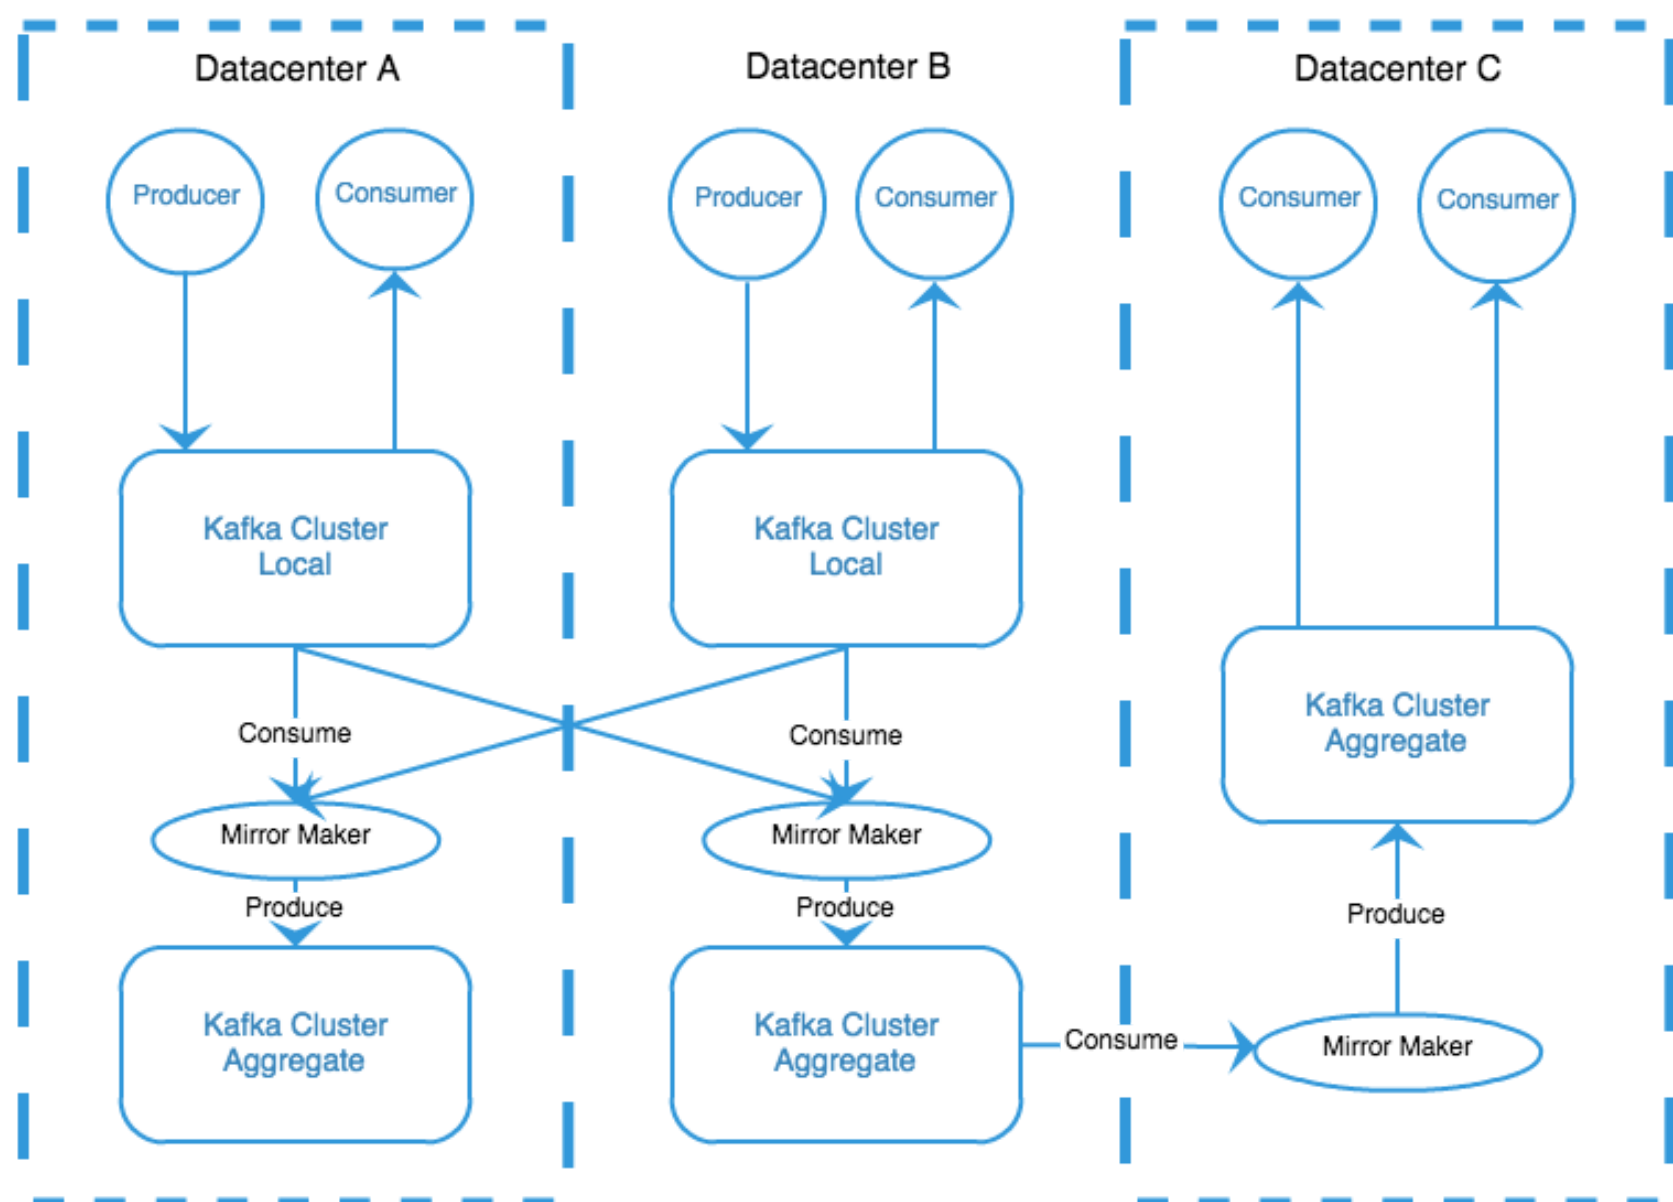 Datacenter A
Datacenter B
Datacenter C
Producer
Consumer
Producer
Consumer
Consumer
Consumer
Kafka Cluster
Local
Kafka Cluster
Local
Kafka Cluster
Aggregate
Consume
Consume
Mirror Maker
Mirror Maker
Produce
Produce
Produce
Kafka Cluster
Aggregate
Kafka Cluster
Aggregate
Consume
Mirror Maker